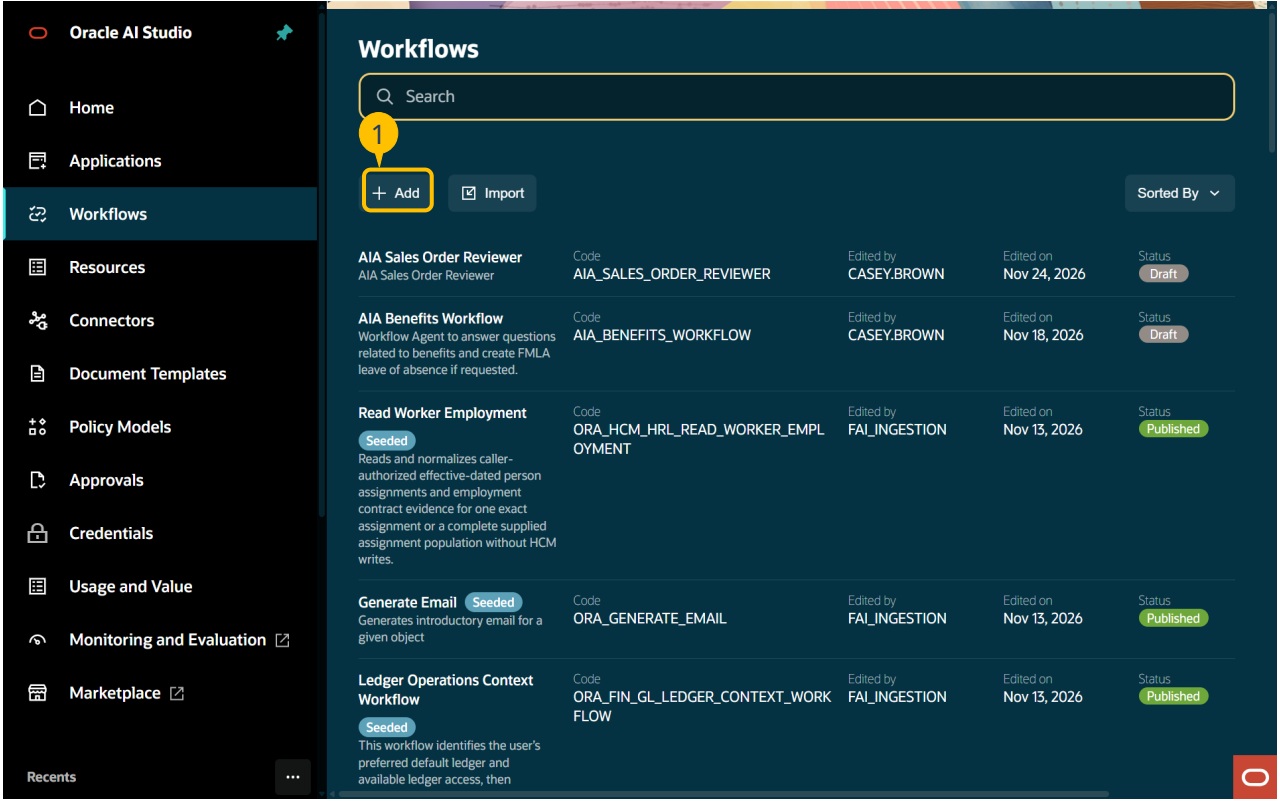 Oracle AI Studio
Home
Applications
Workflows
Resources
Connectors
Document Templates
Policy Models
Approvals
Credentials
Usage and Value
Monitoring and Evaluation
Marketplace
Recents
Workflows
Search
1
Add
Import
Sorted By
AIA Sales Order Reviewer
AIA Sales Order Reviewer
Code
AIA_SALES_ORDER_REVIEWER
Edited by
CASEY.BROWN
Edited on
Nov 24, 2026
Status
Draft
AIA Benefits Workflow
Workflow Agent to answer questions
related to benefits and create FMLA
leave of absence if requested.
Code
AIA_BENEFITS_WORKFLOW
Edited by
CASEY.BROWN
Edited on
Nov 18, 2026
Status
Draft
Read Worker Employment
Seeded
Reads and normalizes caller-
authorized effective-dated person
assignments and employment
contract evidence for one exact
assignment or a complete supplied
assignment population without HCM
writes.
Code
ORA_HCM_HRL_READ_WORKER_EMPL
OYMENT
Edited by
FAI_INGESTION
Edited on
Nov 13, 2026
Status
Published
Generate Email Seeded
Generates introductory email for a
given object
Code
ORA_GENERATE_EMAIL
Edited by
FAI_INGESTION
Edited on
Nov 13, 2026
Status
Published
Ledger Operations Context
Workflow
Seeded
This workflow identifies the user's
preferred default ledger and
available ledger access, then
Code
ORA_FIN_GL_LEDGER_CONTEXT_WORK
FLOW
Edited by
FAI_INGESTION
Edited on
Nov 13, 2026
Status
Published